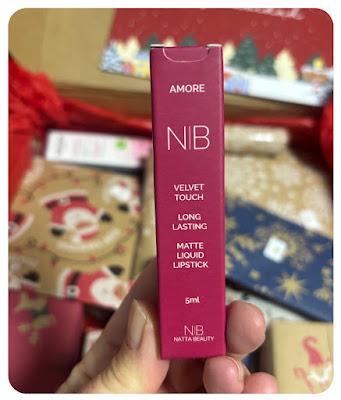 AMORE
N|B
VELVET
TOUCH
LONG
LASTING
MATTE
LIQUID
LIPSTICK
5ml
N|B
NATTA BEAUTY